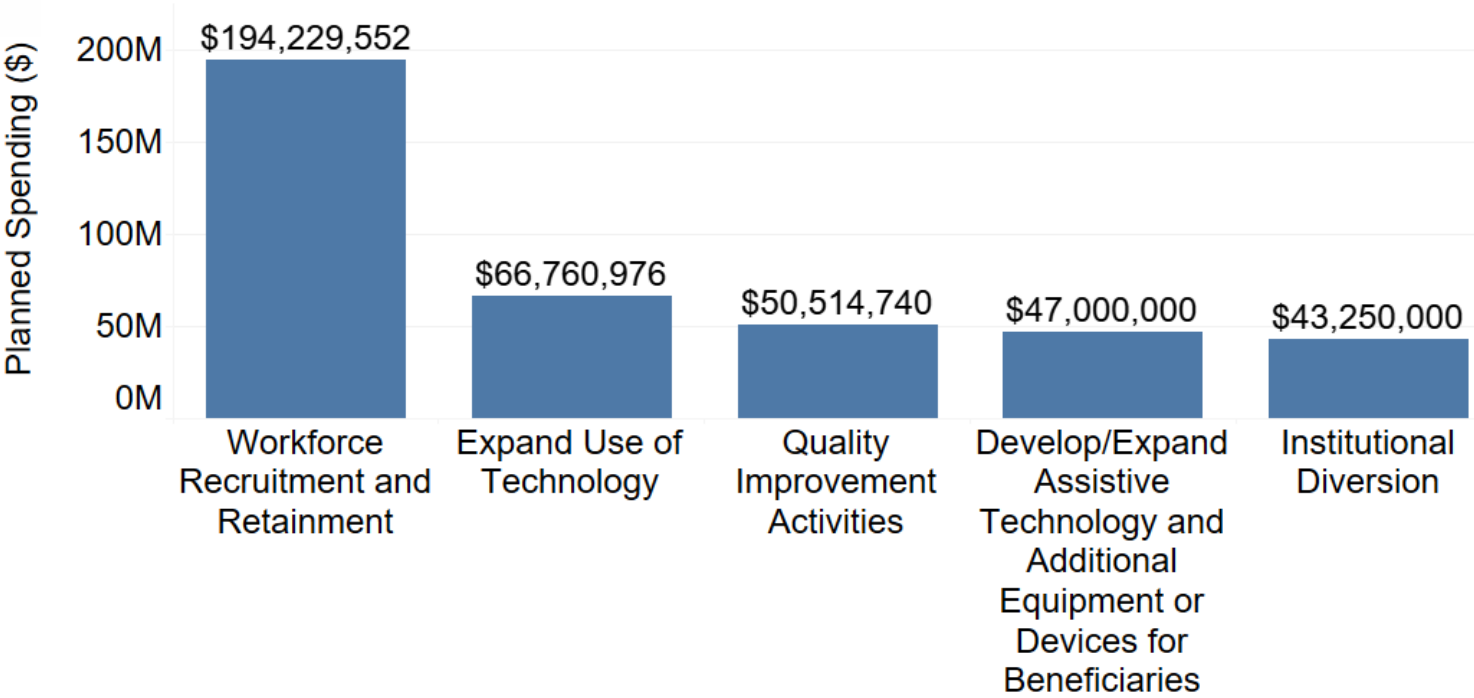 Planned Spending ($)
200M
150M
100M
50M
0M
$194,229,552
$66,760,976
$50,514,740
$47,000,000
$43,250,000
Workforce
Recruitment and
Retainment
Expand Use of
Technology
Quality
Improvement
Activities
Develop/Expand
Assistive
Technology and
Additional
Equipment or
Devices for
Beneficiaries
Institutional
Diversion